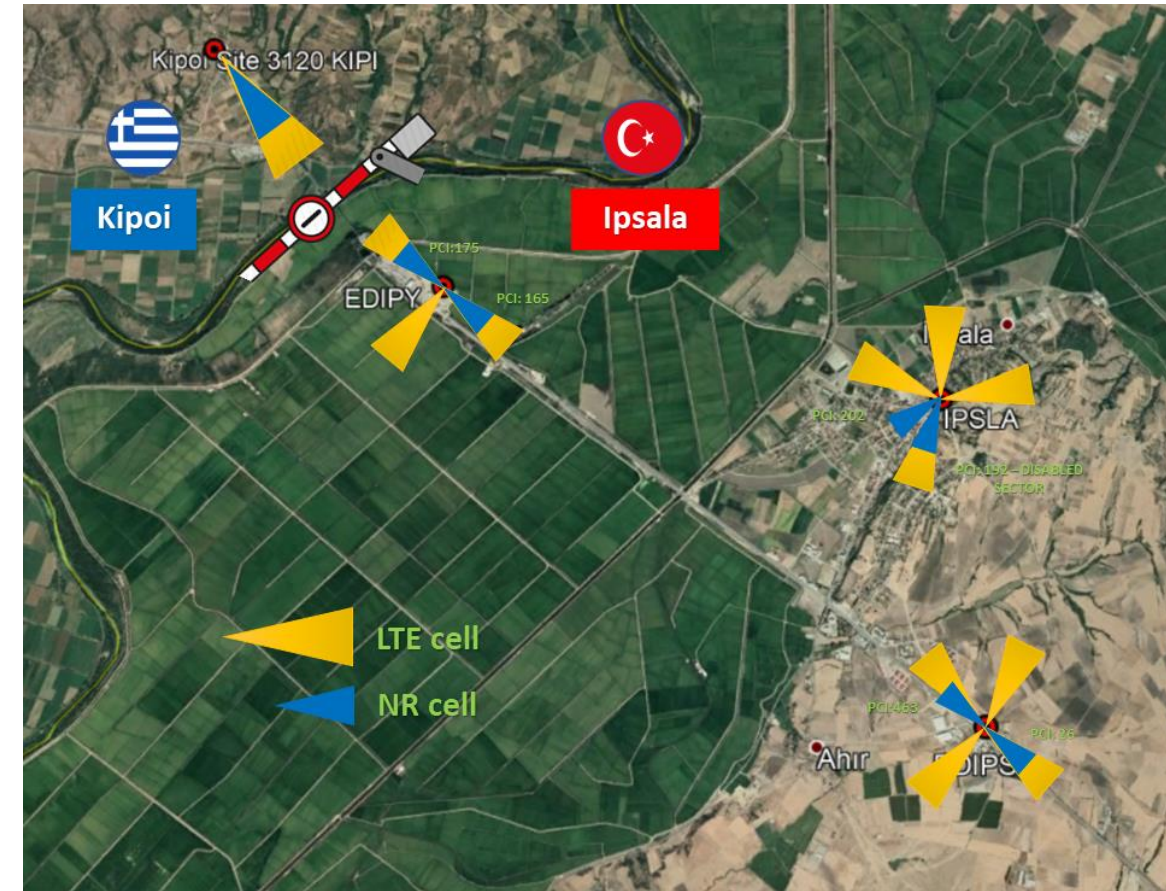 Kipoi Site 3120 KIPI
Kipoi
Ipsala
PCI:175
EDIPY
PCI: 165
IPSLA
PCI: 202
PCI: 192 – DISABLED
SECTOR
LTE cell
NR cell
PCI:463
PCI: 26
Ahır